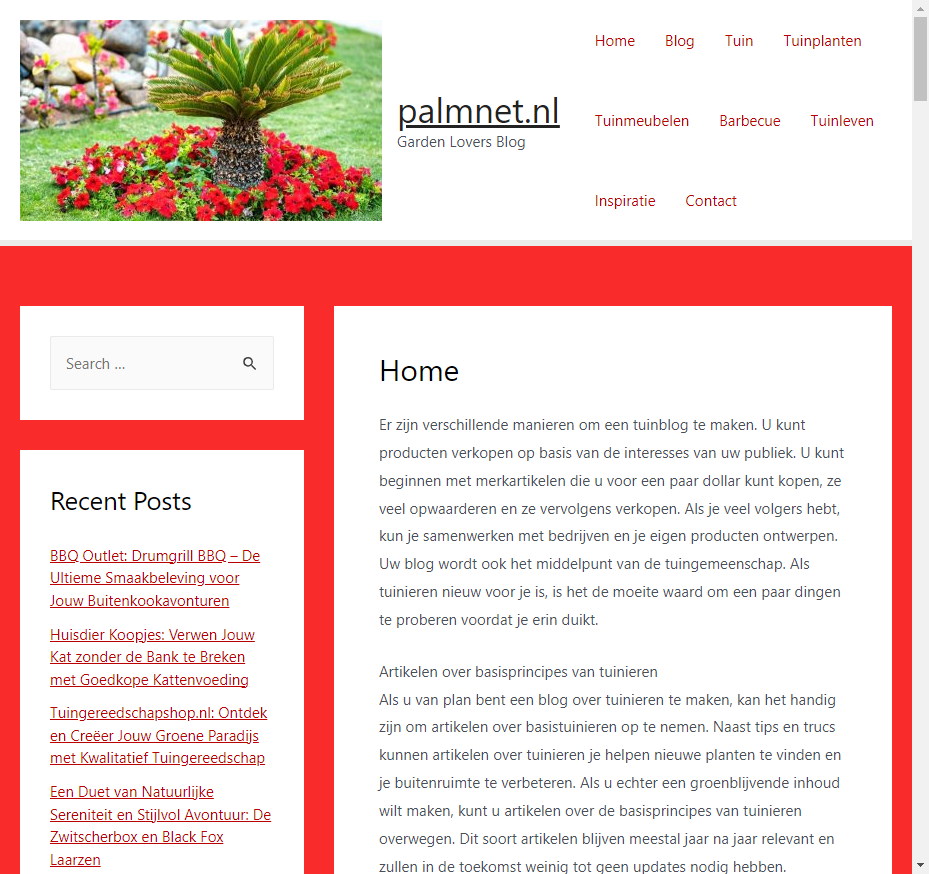 Home Blog Tuin Tuinplanten
palmnet.nl
Garden Lovers Blog
Tuinmeubelen Barbecue Tuinleven
Inspiratie Contact
Search ...
Recent Posts
BBQ Outlet: Drumgrill BBQ – De
Ultieme Smaakbeleving voor
Jouw Buitenkookavonturen
Huisdier Koopjes: Verwen Jouw
Kat zonder de Bank te Breken
met Goedkope Kattenvoeding
Tuingereedschapshop.nl: Ontdek
en Creëer Jouw Groene Paradijs
met Kwalitatief Tuingereedschap
Een Duet van Natuurlijke
Sereniteit en Stijlvol Avontuur: De
Zwitscherbox en Black Fox
Laarzen
Home
Er zijn verschillende manieren om een tuinblog te maken. U kunt
producten verkopen op basis van de interesses van uw publiek. U kunt
beginnen met merkartikelen die u voor een paar dollar kunt kopen, ze
veel opwaarderen en ze vervolgens verkopen. Als je veel volgers hebt,
kun je samenwerken met bedrijven en je eigen producten ontwerpen.
Uw blog wordt ook het middelpunt van de tuingemeenschap. Als
tuinieren nieuw voor je is, is het de moeite waard om een paar dingen
te proberen voordat je erin duikt.
Artikelen over basisprincipes van tuinieren
Als u van plan bent een blog over tuinieren te maken, kan het handig
zijn om artikelen over basistuinieren op te nemen. Naast tips en trucs
kunnen artikelen over tuinieren je helpen nieuwe planten te vinden en
je buitenruimte te verbeteren. Als u echter een groenblijvende inhoud
wilt maken, kunt u artikelen over de basisprincipes van tuinieren
overwegen. Dit soort artikelen blijven meestal jaar na jaar relevant en
zullen in de toekomst weinig tot geen updates nodig hebben.